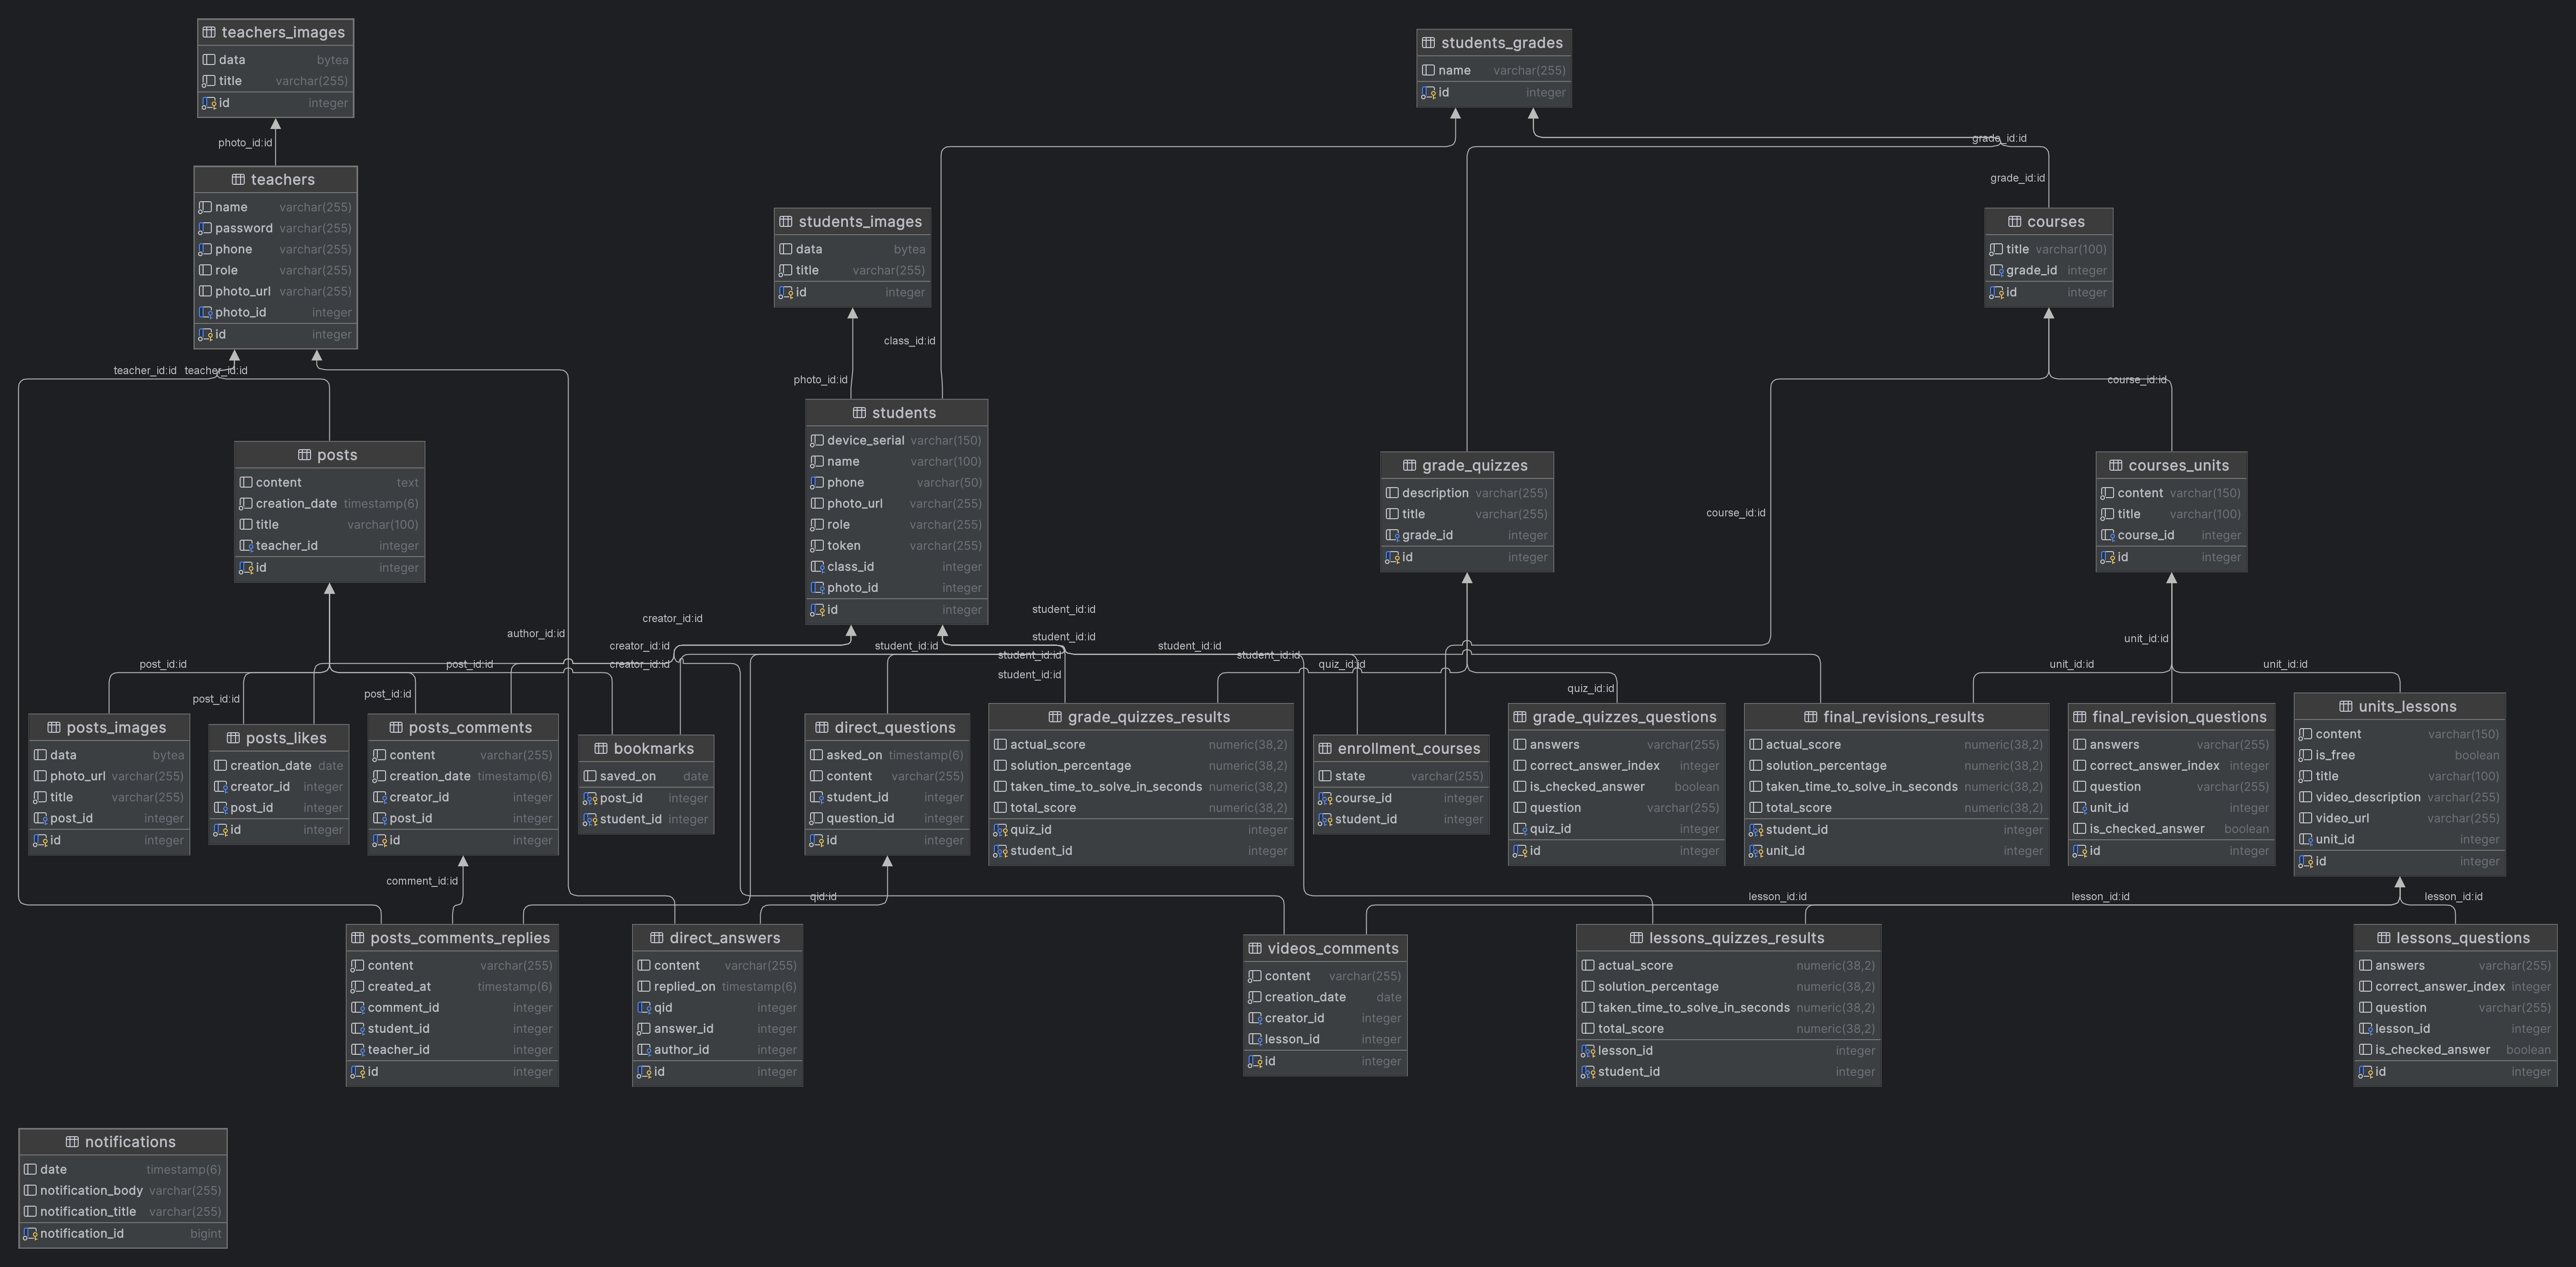 teachers_images
data bytea
title varchar(255)
id integer
photo_id:id
teachers
name varchar(255)
password varchar(255)
phone varchar(255)
role varchar(255)
photo_url varchar(255)
photo_id integer
id integer
teacher_id:id teacher_id:id
students_grades
name varchar(255)
id integer
grade_id:id
grade_id:id
students_images
data bytea
title varchar(255)
id integer
photo_id:id
class_id:id
courses
title varchar(100)
grade_id integer
id integer
course_id:id
course_id:id
posts
content text
creation_date timestamp(6)
title varchar(100)
teacher_id integer
id integer
students
device_serial varchar(150)
name varchar(100)
phone varchar(50)
photo_url varchar(255)
role varchar(255)
token varchar(255)
class_id integer
photo_id integer
id integer
grade_quizzes
description varchar(255)
title varchar(255)
grade_id integer
id integer
courses_units
content varchar(150)
title varchar(100)
course_id integer
id integer
creator_id:id
student_id:id
author_id:id
student_id:id
unit_id:id
creator_id:id
student_id:id
student_id:id
student_id:id
student_id:id
post_id:id
post_id:id
creator_id:id
quiz_id:id
unit_id:id
unit_id:id
student_id:id
post_id:id
post_id:id
quiz_id:id
posts_images
data bytea
photo_url varchar(255)
title varchar(255)
post_id integer
id integer
posts_likes
creation_date date
creator_id integer
post_id integer
id integer
posts_comments
content varchar(255)
creation_date timestamp(6)
creator_id integer
post_id integer
id integer
bookmarks
saved_on date
post_id integer
student_id integer
direct_questions
asked_on timestamp(6)
content varchar(255)
student_id integer
question_id integer
id integer
grade_quizzes_results
actual_score numeric(38,2)
solution_percentage numeric(38,2)
taken_time_to_solve_in_seconds numeric(38,2)
total_score numeric(38,2)
quiz_id integer
student_id integer
enrollment_courses
state varchar(255)
course_id integer
student_id integer
grade_quizzes_questions
answers varchar(255)
correct_answer_index integer
is_checked_answer boolean
question varchar(255)
quiz_id integer
id integer
final_revisions_results
actual_score numeric(38,2)
solution_percentage numeric(38,2)
taken_time_to_solve_in_seconds numeric(38,2)
total_score numeric(38,2)
student_id integer
unit_id integer
final_revision_questions
answers varchar(255)
correct_answer_index integer
question varchar(255)
unit_id integer
is_checked_answer boolean
id integer
units_lessons
content varchar(150)
is_free boolean
title varchar(100)
video_description varchar(255)
video_url varchar(255)
unit_id integer
id integer
comment_id:id
qid:id
lesson_id:id
lesson_id:id
lesson_id:id
posts_comments_replies
content varchar(255)
created_at timestamp(6)
comment_id integer
student_id integer
teacher_id integer
id integer
direct_answers
content varchar(255)
replied_on timestamp(6)
qid integer
answer_id integer
author_id integer
id integer
videos_comments
content varchar(255)
creation_date date
creator_id integer
lesson_id integer
id integer
lessons_quizzes_results
actual_score numeric(38,2)
solution_percentage numeric(38,2)
taken_time_to_solve_in_seconds numeric(38,2)
total_score numeric(38,2)
lesson_id integer
student_id integer
lessons_questions
answers varchar(255)
correct_answer_index integer
question varchar(255)
lesson_id integer
is_checked_answer boolean
id integer
notifications
date timestamp(6)
notification_body varchar(255)
notification_title varchar(255)
notification_id bigint